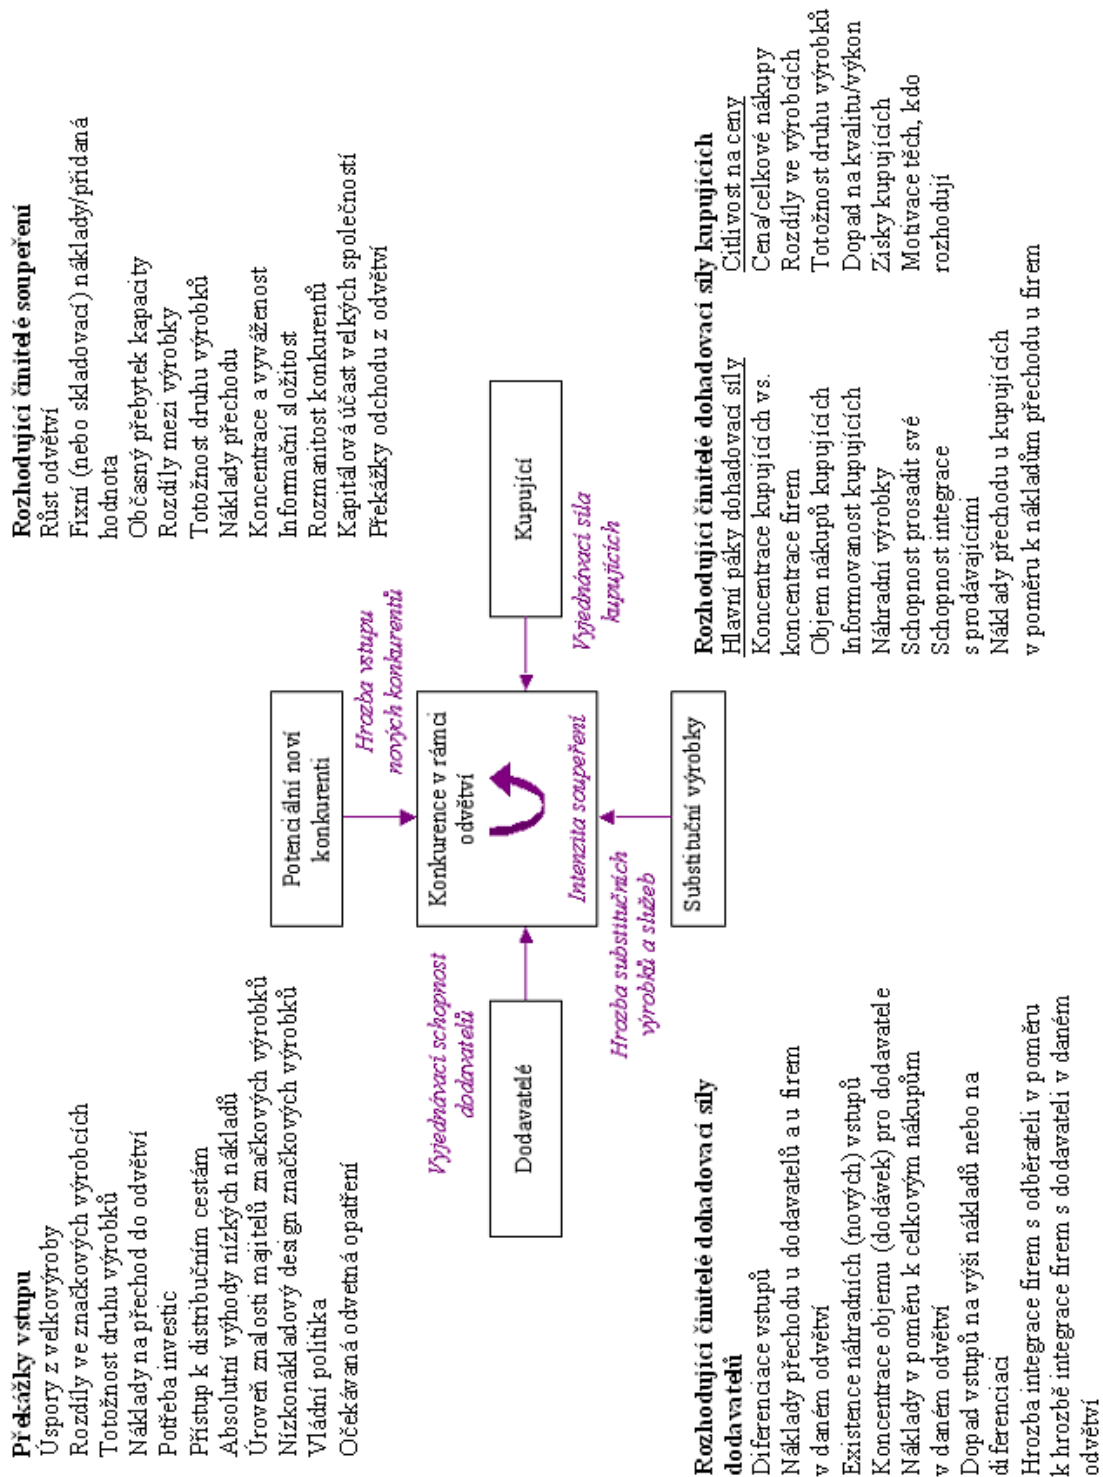 Překážky vstupu
Úspory z velkovýroby
Rozdíly ve značkových výrobcích
Totožnost druhu výrobků
Náklady na přechod do odvětví
Potřeba investic
Přístup k distribučním cestám
Absolutní výhody nízkých nákladů
Úroveň znalosti majitelů značkových výrobků
Nízkonákladový design značkových výrobků
Vládní politika
Očekávaná odvetná opatření
Rozhodující činitelé soupeření
Růst odvětví
Fixní (nebo skladovací) náklady/přidaná
hodnota
Občasný přebytek kapacity
Rozdíly mezi výrobky
Totožnost druhu výrobků
Náklady přechodu
Koncentrace a vyváženost
Informační složitost
Rozmanitost konkurentů
Kapitálová účast velkých společností
Překážky odchodu z odvětví
Potenciální noví
konkurenti
Hrozba vstupu
nových konkurentů
Vyjednávací schopnost
dodavatelů
Dodavatelé
Konkurence v rámci
odvětví
Intenzita soupeření
Kupující
Vyjednávací síla
kupujících
Hrozba substitučních
výrobků a služeb
Substituční výrobky
Rozhodující činitelé dohadovací síly
dodavatelů
Diferenciace vstupů
Náklady přechodu u dodavatelů a u firem
v daném odvětví
Existence náhradních (nových) vstupů
Koncentrace objemu (dodávek) pro dodavatele
Náklady v poměru k celkovým nákupům
v daném odvětví
Dopad vstupů na výši nákladů nebo na
diferenciaci
Hrozba integrace firem s odběrateli v poměru
k hrozbě integrace firem s dodavateli v daném
odvětví
Rozhodující činitelé dohadovací síly kupujících
Hlavní páky dohadovací síly
Koncentrace kupujících vs.
koncentrace firem
Objem nákupů kupujících
Informovanost kupujících
Náhradní výrobky
Schopnost prosadit své
Schopnost integrace
s prodávajícími
Náklady přechodu u kupujících
v poměru k nákladům přechodu u firem
Citlivost na ceny
Cena/celkové nákupy
Rozdíly ve výrobcích
Totožnost druhu výrobků
Dopad na kvalitu/výkon
Zisky kupujících
Motivace těch, kdo
rozhodují